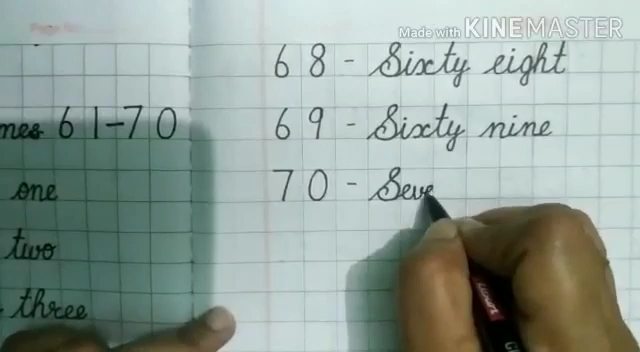 Made with KINEMASTER
mes 61-70
one
two
three
68 - Sixty eight
69 - Sixty nine
70 - Seve